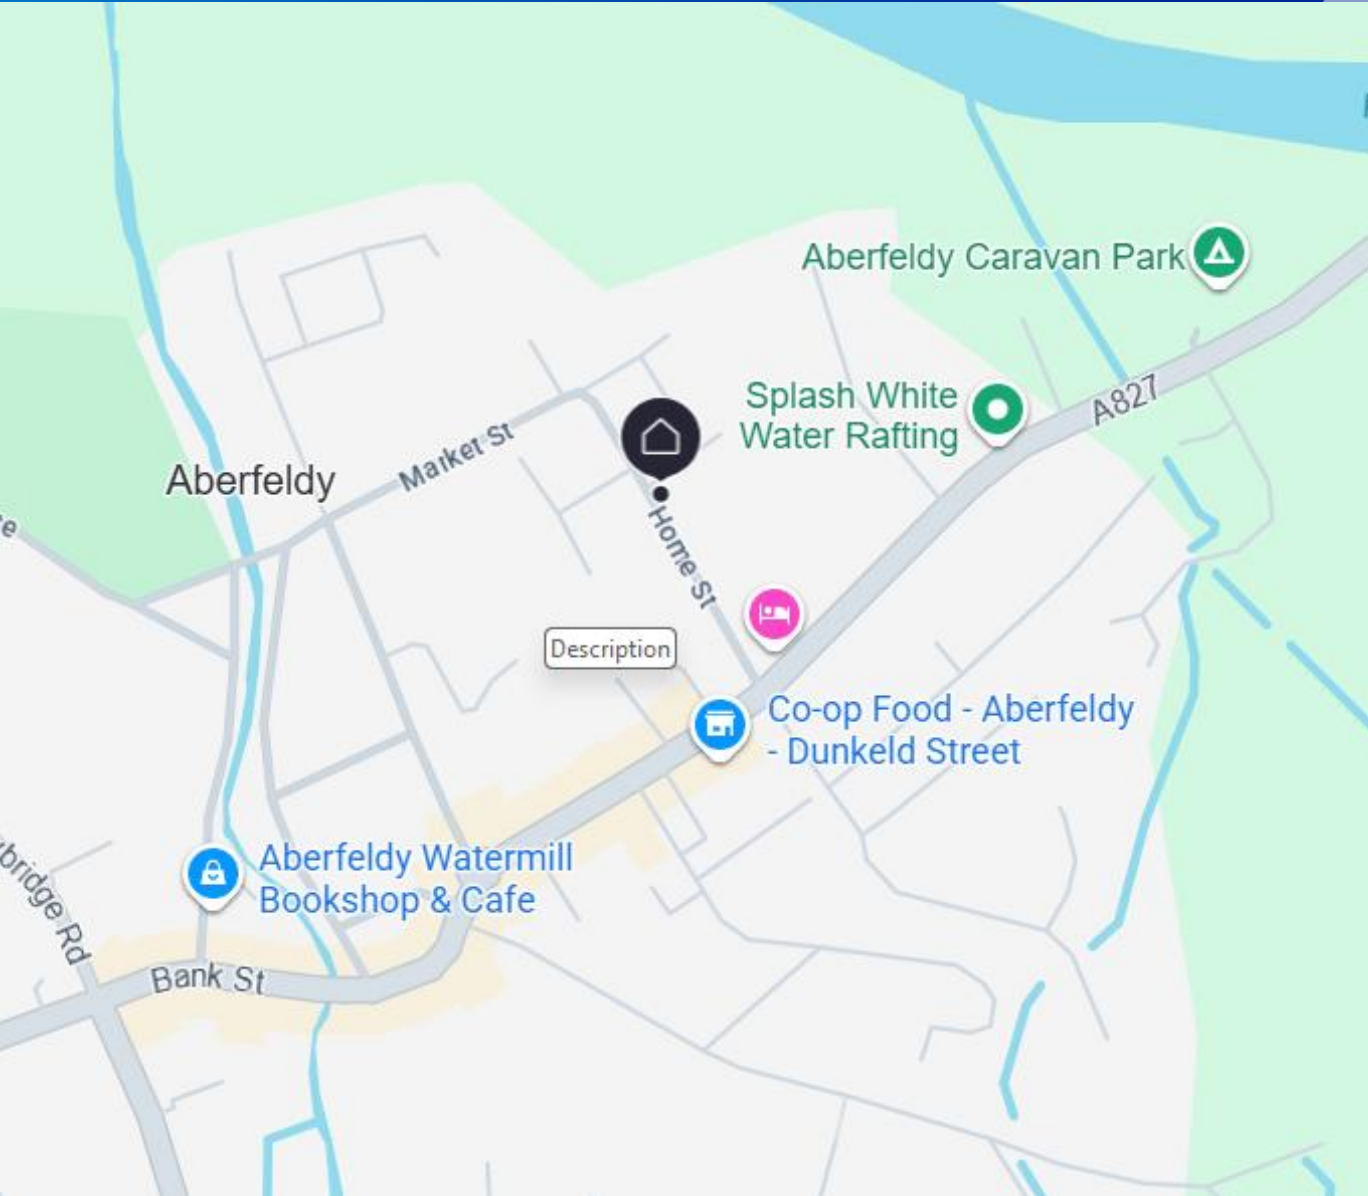 Aberfeldy Caravan Park
A827
Splash White
Water Rafting
Market St
Aberfeldy
Home St
Description
Co-op Food - Aberfeldy
- Dunkeld Street
Aberfeldy Watermill
Bookshop & Cafe
bridge Rd
Bank St